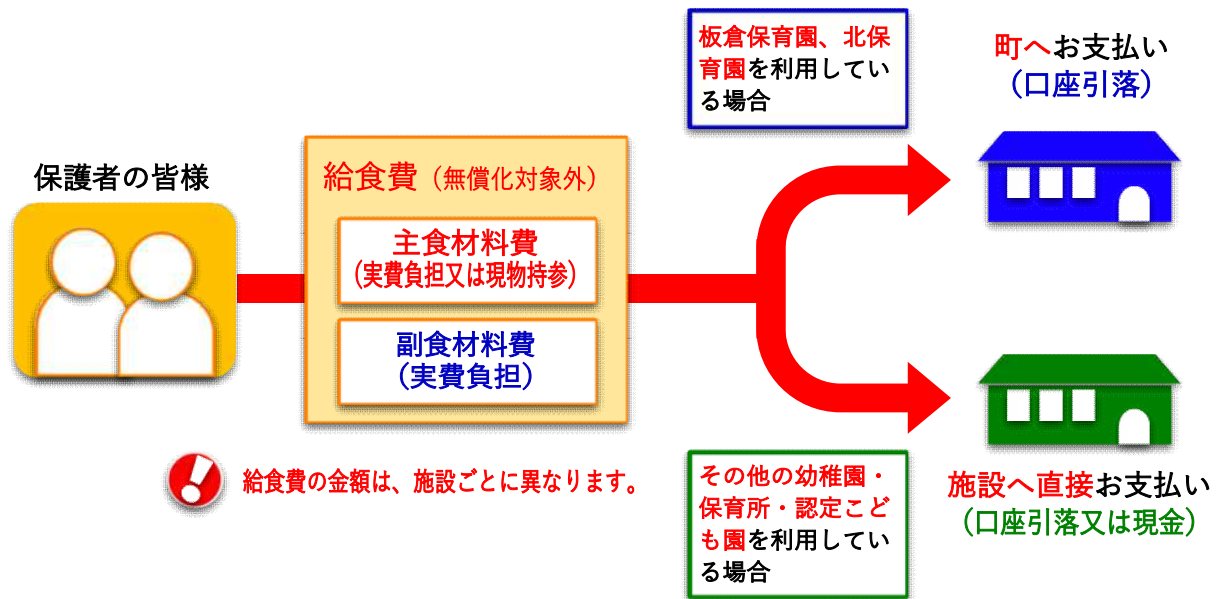 保護者の皆様
給食費（無償化対象外）
主食材料費
（実費負担又は現物持参）
副食材料費
（実費負担）
給食費の金額は、施設ごとに異なります。
板倉保育園、北保
育園を利用してい
る場合
町へお支払い
（口座引落）
その他の幼稚園・
保育所・認定こど
も園を利用してい
る場合
施設へ直接お支払い
（口座引落又は現金）